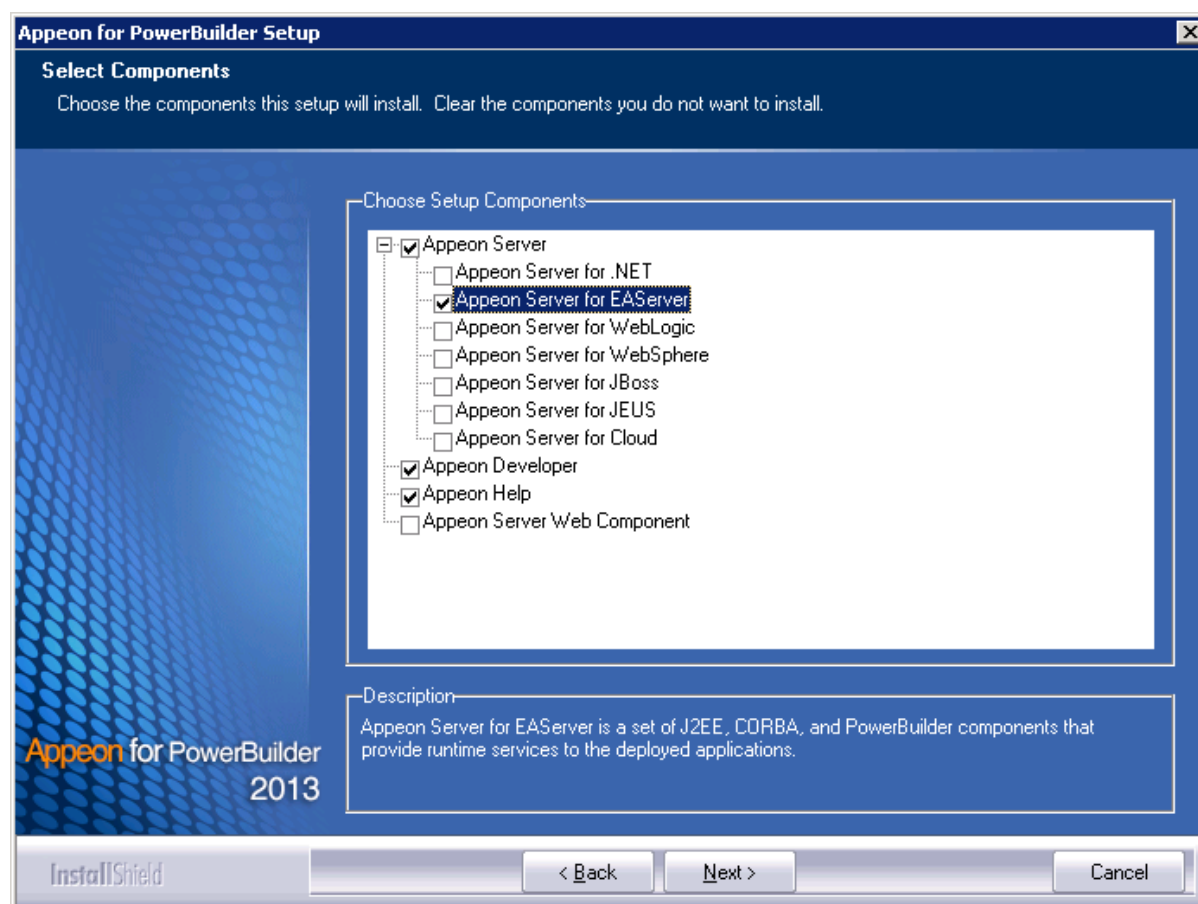 Appeon for PowerBuilder Setup
Select Components
Choose the components this setup will install. Clear the components you do not want to install.
Choose Setup Components
Appeon Server
Appeon Server for .NET
Appeon Server for EAServer
Appeon Server for WebLogic
Appeon Server for WebSphere
Appeon Server for JBoss
Appeon Server for JEUS
Appeon Server for Cloud
Appeon Developer
Appeon Help
Appeon Server Web Component
Description
Appeon Server for EAServer is a set of J2EE, CORBA, and PowerBuilder components that
provide runtime services to the deployed applications.
Appeon for PowerBuilder
2013
InstallShield
< Back
Next >
Cancel